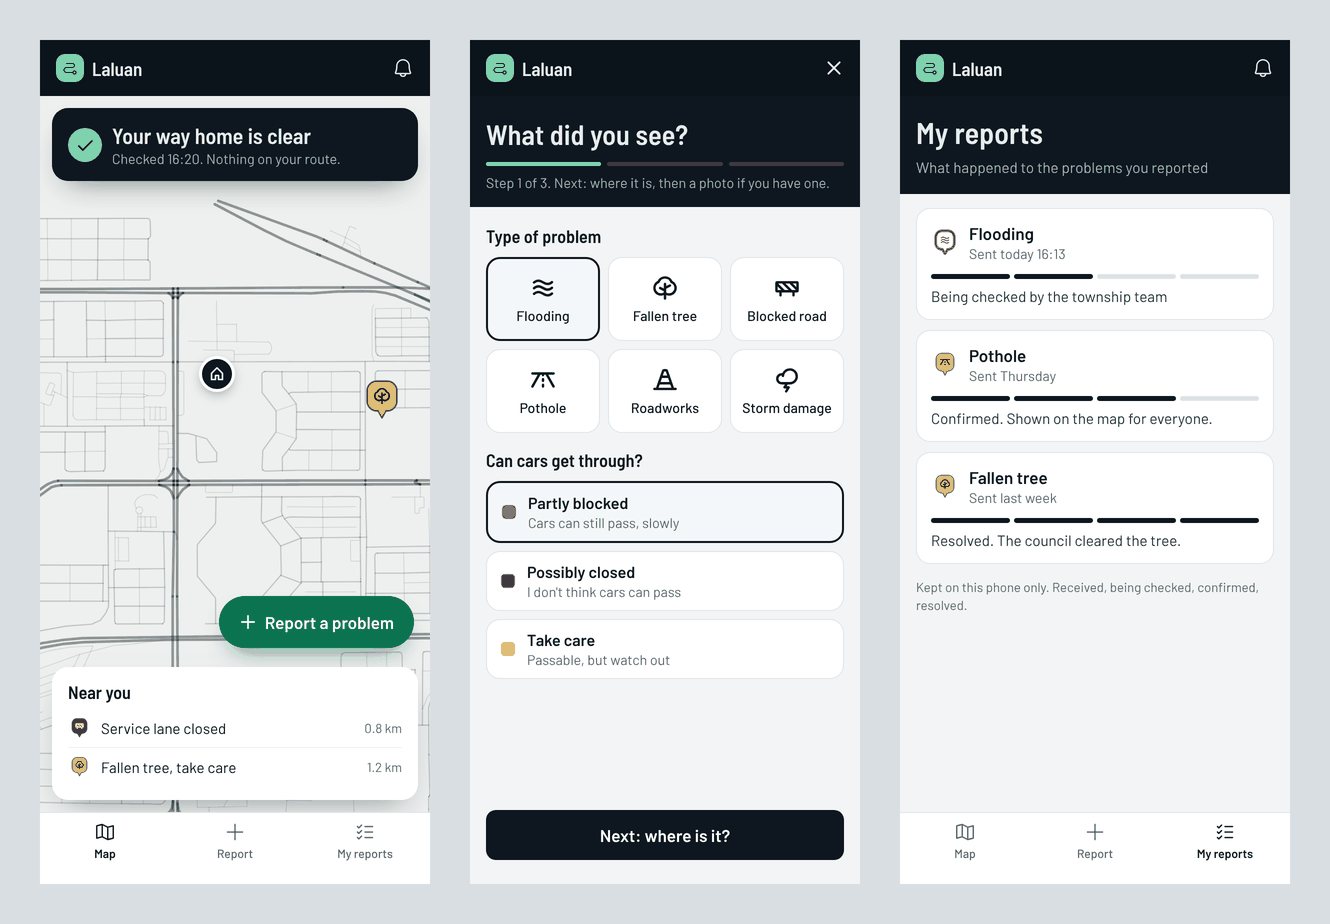 Laluan
Your way home is clear
Checked 16:20. Nothing on your route.
Report a problem
Near you
Service lane closed
0.8 km
Fallen tree, take care
1.2 km
Map
Report
My reports
Laluan
What did you see?
Step 1 of 3. Next: where it is, then a photo if you have one.
Type of problem
Flooding
Fallen tree
Blocked road
Pothole
Roadworks
Storm damage
Can cars get through?
Partly blocked
Cars can still pass, slowly
Possibly closed
I don't think cars can pass
Take care
Passable, but watch out
Next: where is it?
Laluan
My reports
What happened to the problems you reported
Flooding
Sent today 16:13
Being checked by the township team
Pothole
Sent Thursday
Confirmed. Shown on the map for everyone.
Fallen tree
Sent last week
Resolved. The council cleared the tree.
Kept on this phone only. Received, being checked, confirmed,
resolved.
Map
Report
My reports